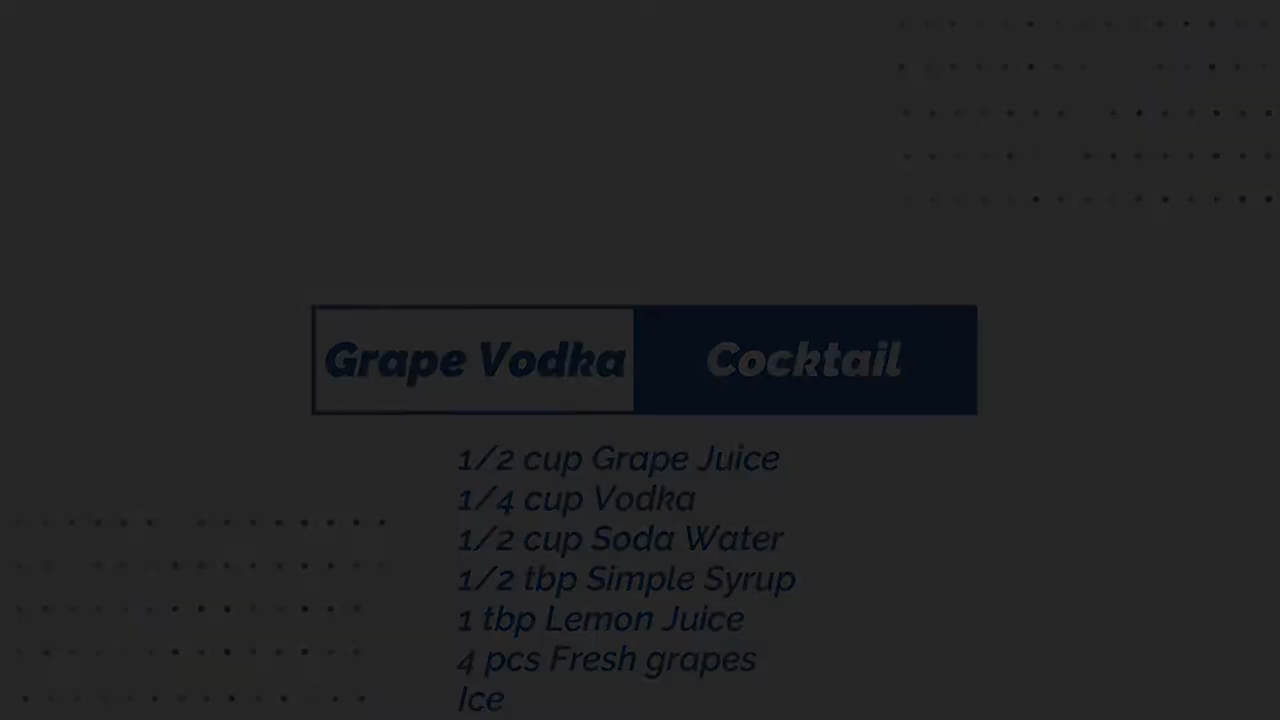 Grape Vodka Cocktail
1/2 cup Grape Juice
1/4 cup Vodka
1/2 cup Soda Water
1/2 tbp Simple Syrup
1 tbp Lemon Juice
4 pcs Fresh grapes
Ice